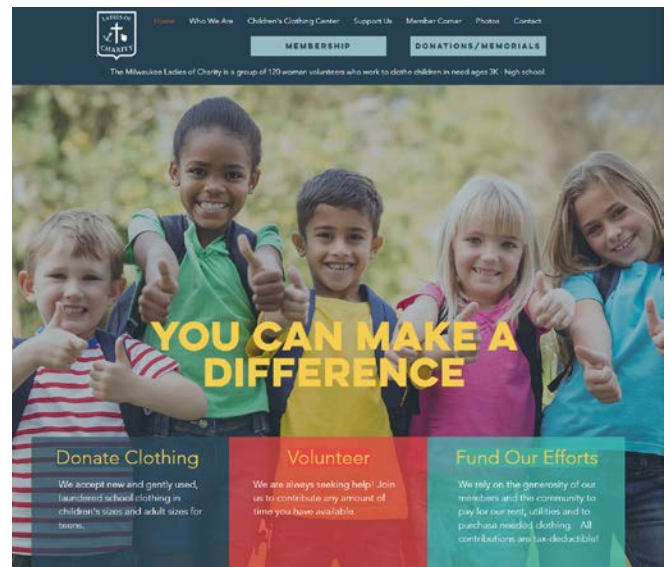 LADIES OF
CHARITY
Home Who We Are Children's Clothing Center Support Us Member Corner Photos Contact
MEMBERSHIP DONATIONS/MEMORIALS
The Milwaukee Ladies of Charity is a group of 120 women volunteers who work to clothe children in need ages 3K - high school.
YOU CAN MAKE A
DIFFERENCE
Donate Clothing
We accept new and gently used,
laundered school clothing in
children's sizes and adult sizes for
teens.
Volunteer
We are always seeking help! Join
us to contribute any amount of
time you have available.
Fund Our Efforts
We rely on the generosity of our
members and the community to
pay for our rent, utilities and to
purchase needed clothing. All
contributions are tax-deductible!